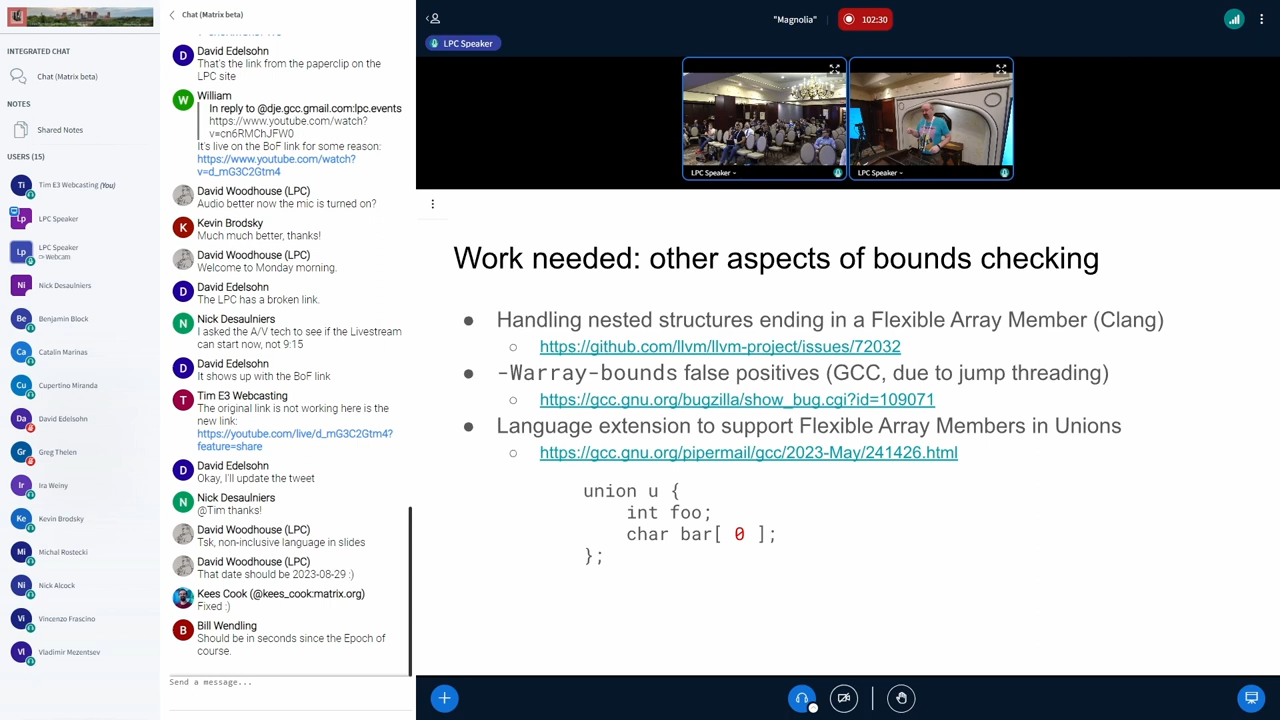 INTEGRATED CHAT
Chat (Matrix beta)
NOTES
Shared Notes
USERS (15)
Ti
Tim E3 Webcasting (You)
Lp
LPC Speaker
Lp
LPC Speaker
Webcam
Ni
Nick Desaulniers
Be
Benjamin Block
Ca
Catalin Marinas
Cu
Cupertino Miranda
Da
David Edelsohn
Gr
Greg Thelen
Ir
Ira Weiny
Ke
Kevin Brodsky
Mi
Michal Rostecki
Ni
Nick Alcock
Vi
Vincenzo Frascino
Vl
Vladimir Mezentsev
Chat (Matrix beta)
D
David Edelsohn
That's the link from the paperclip on the
LPC site
W
William
In reply to @dje.gcc.gmail.com:lpc.events
https://www.youtube.com/watch?
v=cn6RMChJFW0
It's live on the BoF link for some reason:
https://www.youtube.com/watch?
v=d_mG3C2Gtm4
David Woodhouse (LPC)
Audio better now the mic is turned on?
K
Kevin Brodsky
Much much better, thanks!
David Woodhouse (LPC)
Welcome to Monday morning.
D
David Edelsohn
The LPC has a broken link.
N
Nick Desaulniers
I asked the A/V tech to see if the Livestream
can start now, not 9:15
D
David Edelsohn
It shows up with the BoF link
T
Tim E3 Webcasting
The original link is not working here is the
new link:
https://youtube.com/live/d_mG3C2Gtm4?
feature=share
D
David Edelsohn
Okay, I'll update the tweet
N
Nick Desaulniers
@Tim thanks!
David Woodhouse (LPC)
Tsk, non-inclusive language in slides
David Woodhouse (LPC)
That date should be 2023-08-29 :)
Kees Cook (@kees_cook:matrix.org)
Fixed :)
B
Bill Wendling
Should be in seconds since the Epoch of
course.
Send a message...
"Magnolia"
102:30
LPC Speaker
LPC Speaker
LPC Speaker
Work needed: other aspects of bounds checking
● Handling nested structures ending in a Flexible Array Member (Clang)
○ https://github.com/llvm/llvm-project/issues/72032
● -Warray-bounds false positives (GCC, due to jump threading)
○ https://gcc.gnu.org/bugzilla/show_bug.cgi?id=109071
● Language extension to support Flexible Array Members in Unions
○ https://gcc.gnu.org/pipermail/gcc/2023-May/241426.html
union u {
int foo;
char bar[ 0 ];
};